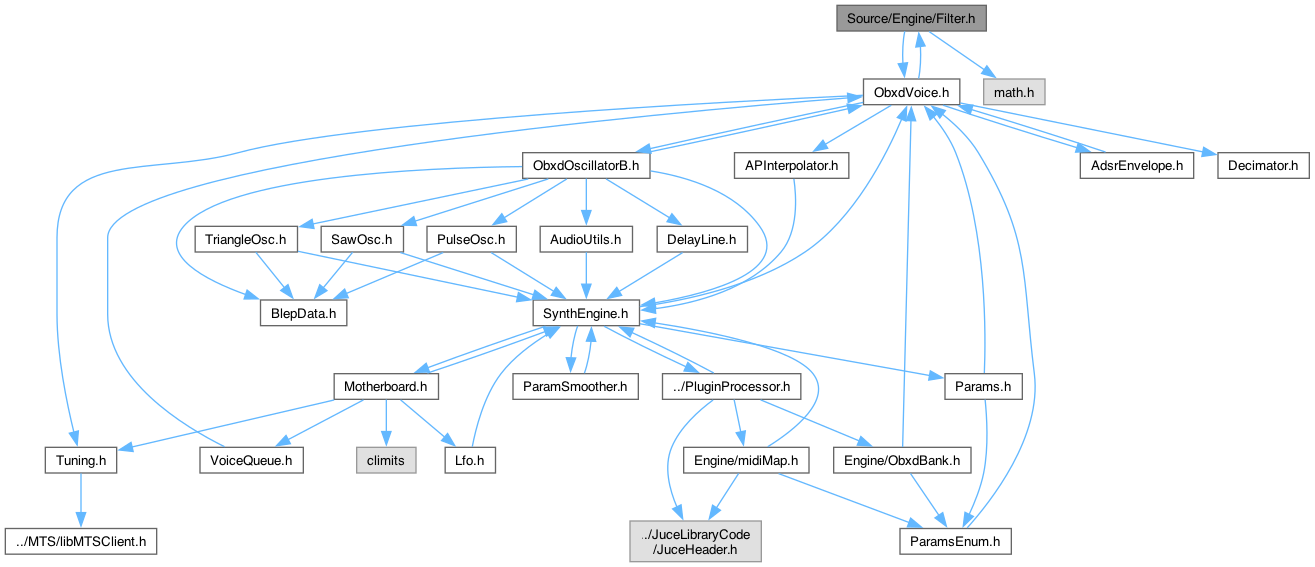 Source/Engine/Filter.h
ObxdVoice.h
math.h
ObxdOscillatorB.h
APInterpolator.h
AdsrEnvelope.h
Decimator.h
TriangleOsc.h
SawOsc.h
PulseOsc.h
AudioUtils.h
DelayLine.h
BlepData.h
SynthEngine.h
Motherboard.h
ParamSmoother.h
../PluginProcessor.h
Params.h
Tuning.h
VoiceQueue.h
climits
Lfo.h
Engine/midiMap.h
Engine/ObxdBank.h
../MTS/libMTSClient.h
../JuceLibraryCode
/JuceHeader.h
ParamsEnum.h